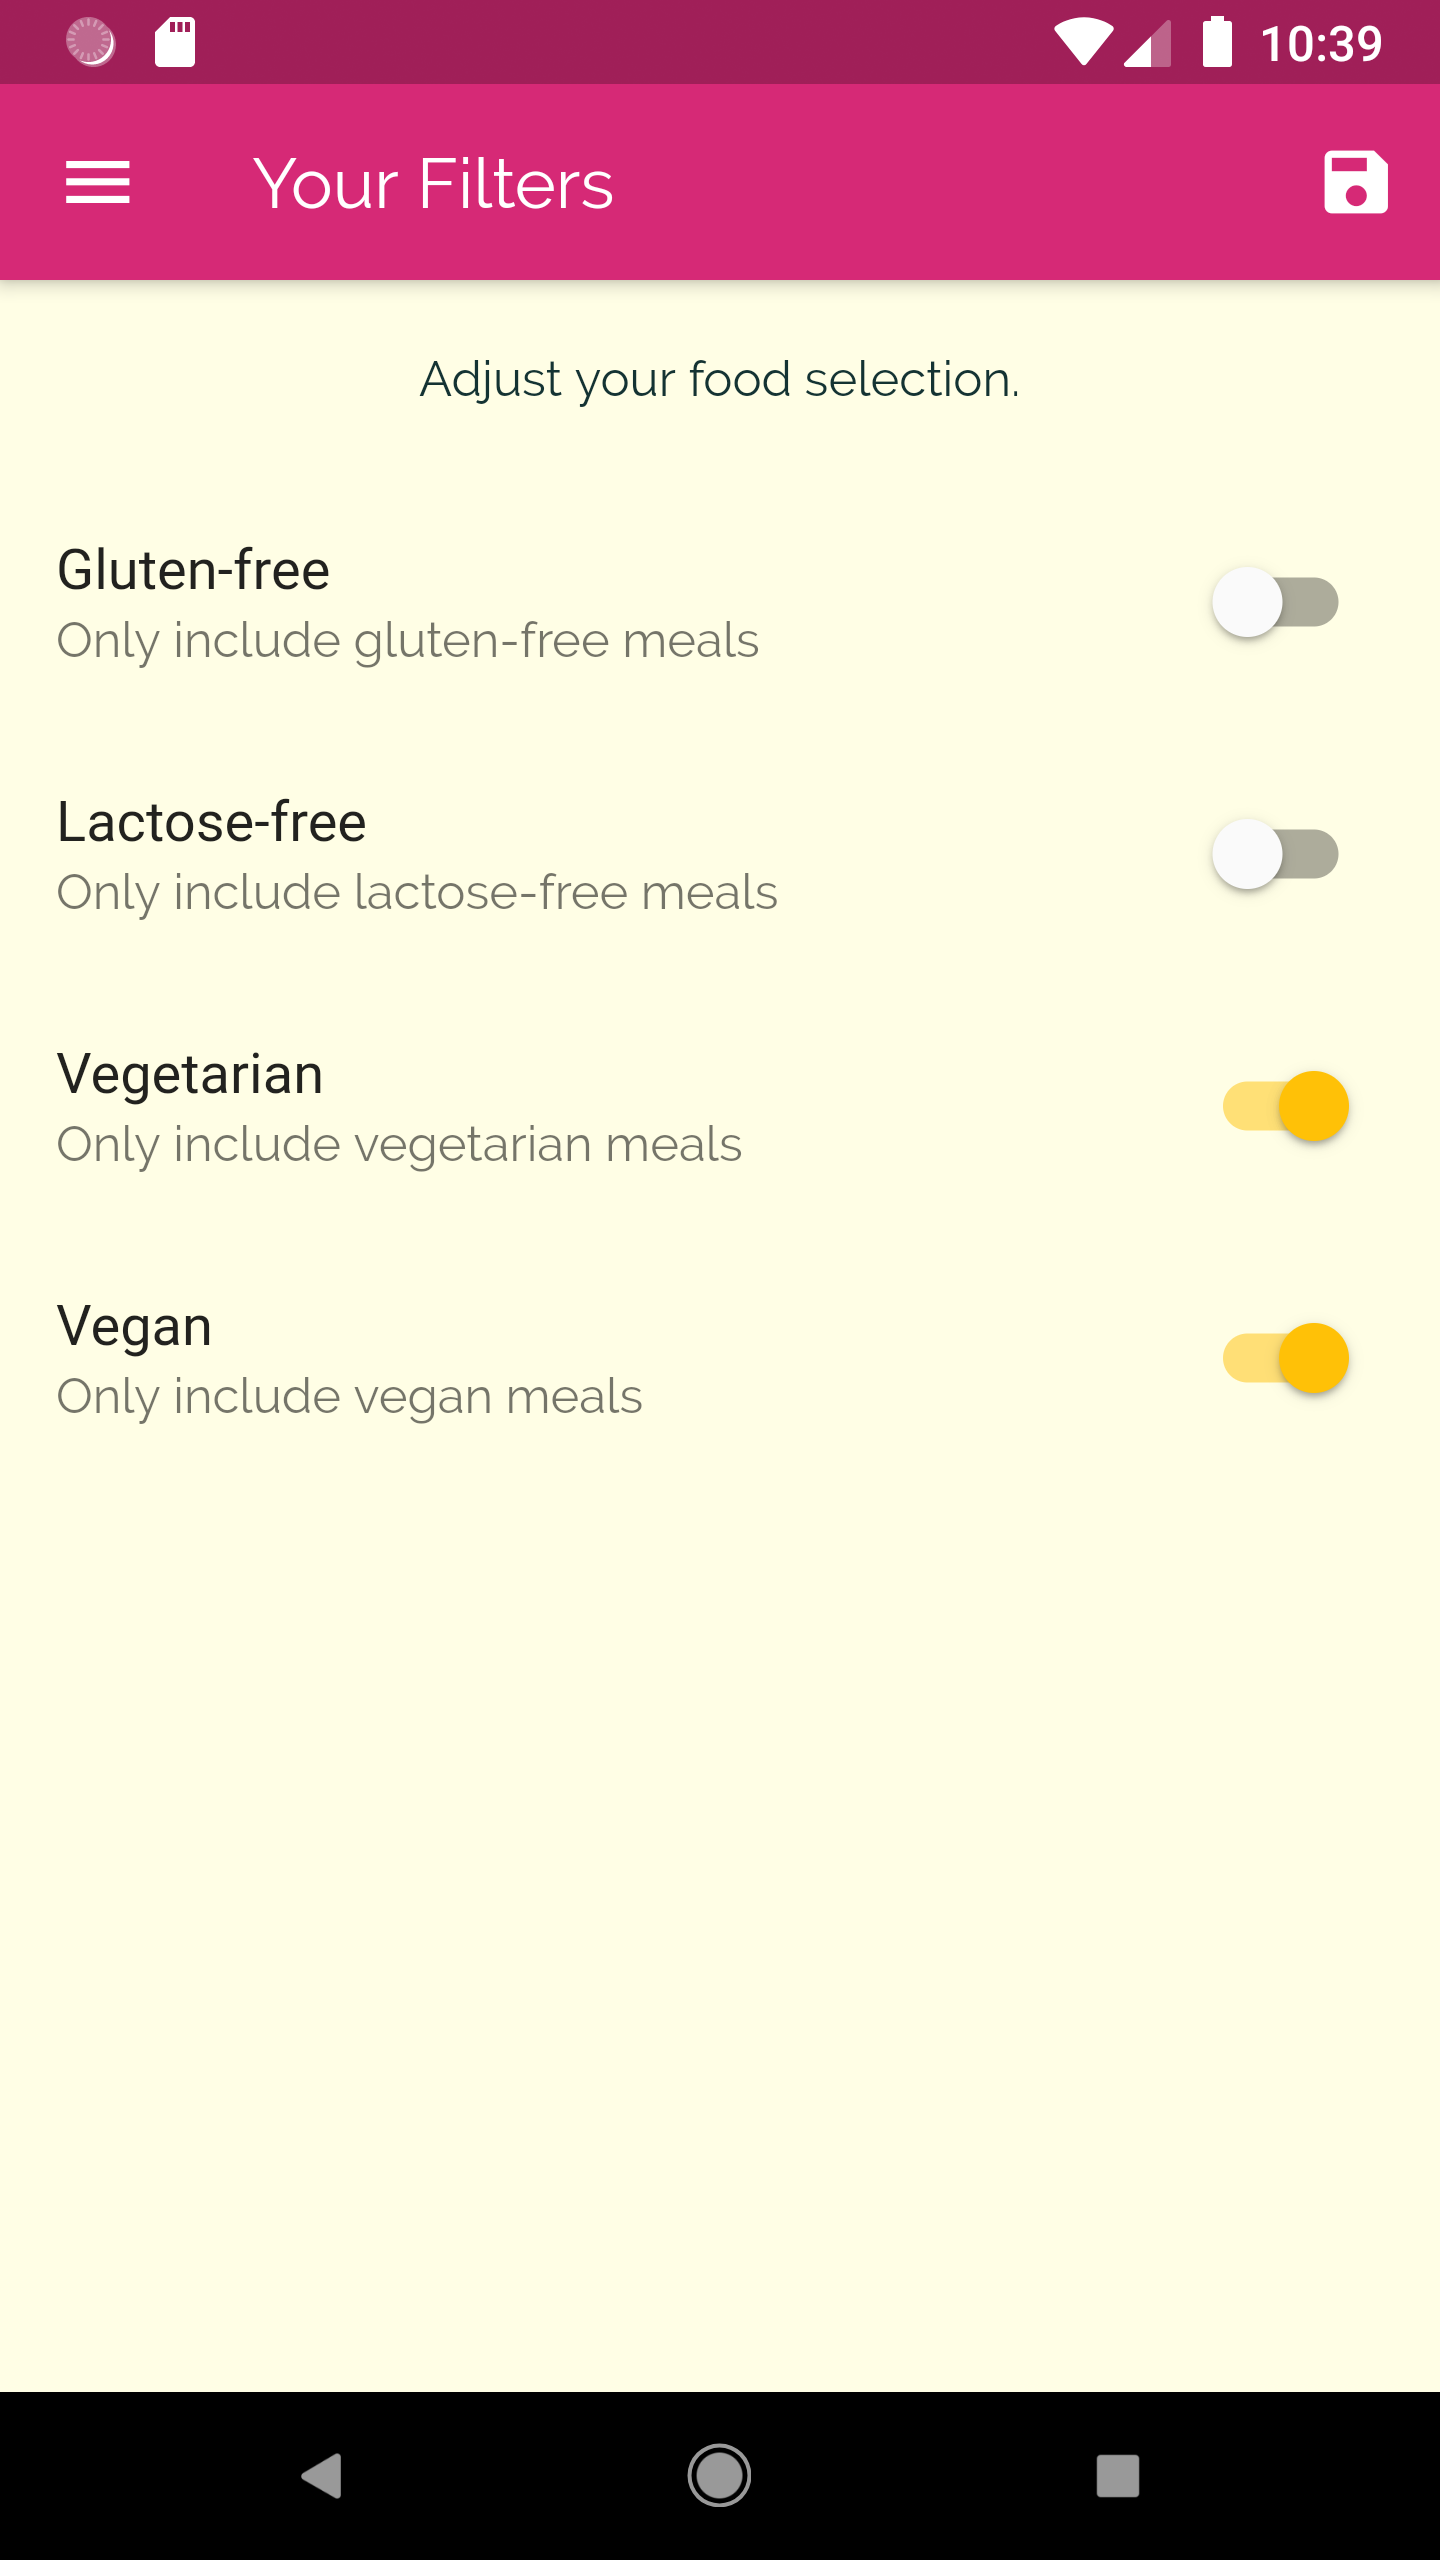 10:39
Your Filters
Adjust your food selection.
Gluten-free
Only include gluten-free meals
Lactose-free
Only include lactose-free meals
Vegetarian
Only include vegetarian meals
Vegan
Only include vegan meals